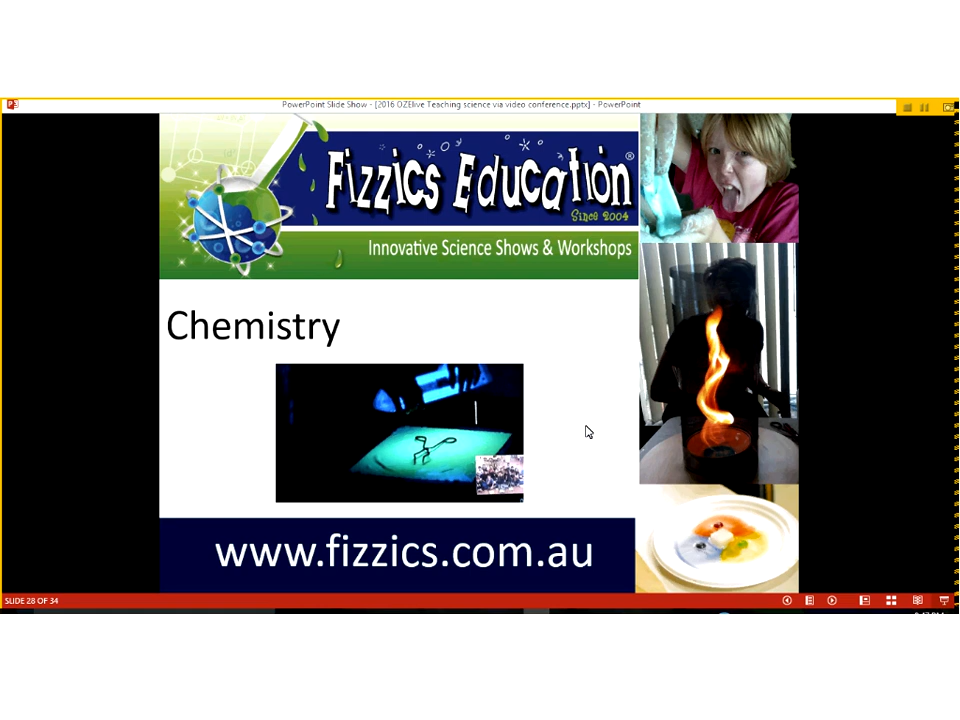 PowerPoint Slide Show - [2016 OZElive Teaching science via video conference.pptx] - PowerPoint
Fizzics Education®
Since 2004
Innovative Science Shows & Workshops
Chemistry
www.fizzics.com.au
SLIDE 28 OF 34